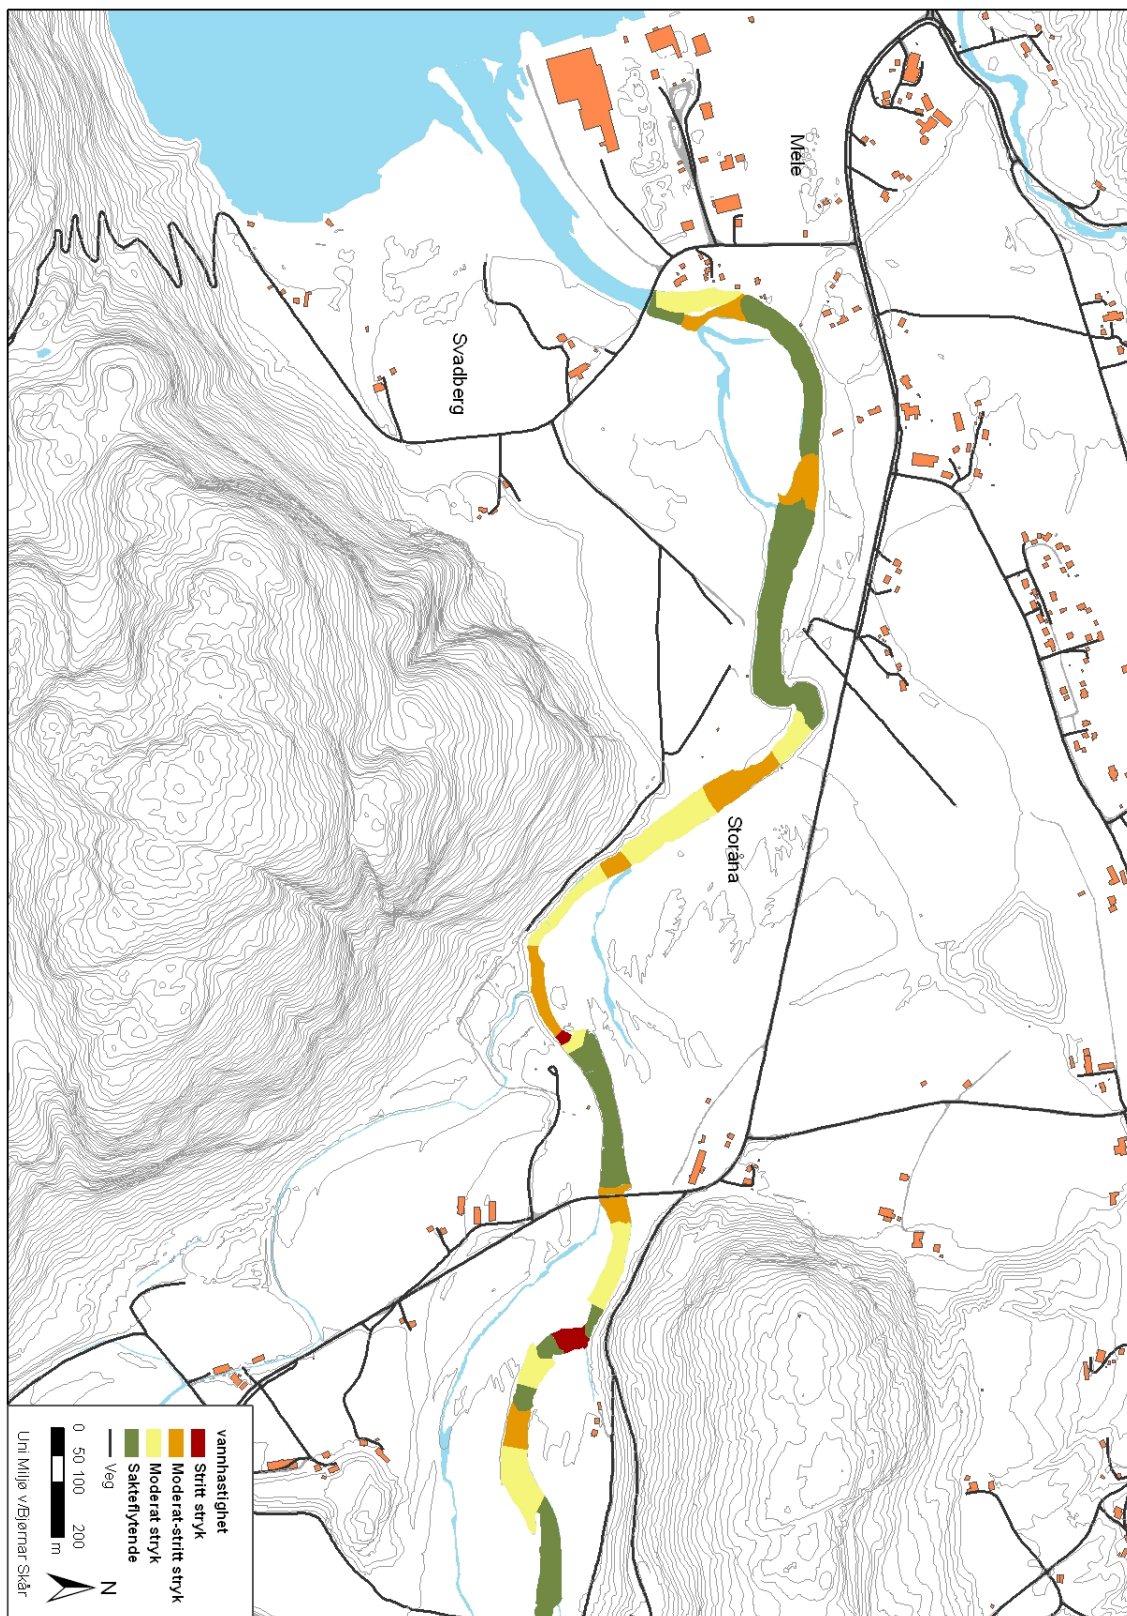 Mele
Svadberg
Storåna
vannhastighet
Stritt stryk
Moderat-stritt stryk
Moderat stryk
Sakteflytende
Veg
0 50 100 200
m
N
Uni Miljø v/Bjørnar Skår